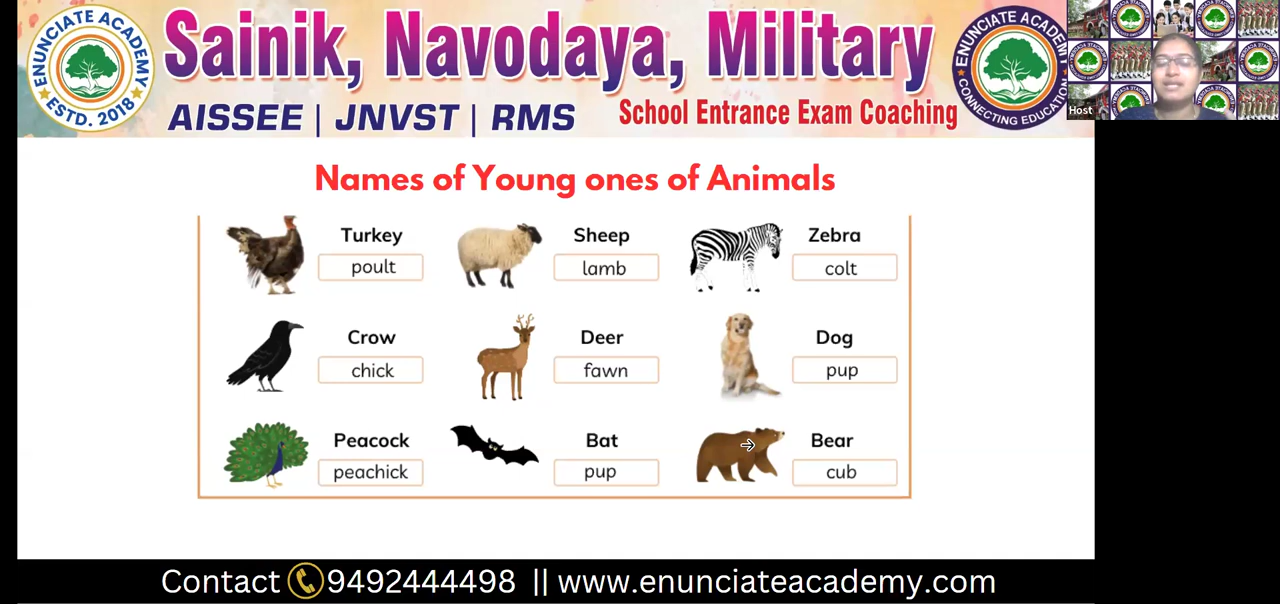 ENUNCIATE ACADEMY
ESTD. 2018
Sainik, Navodaya, Military
AISSEE | JNVST | RMS
School Entrance Exam Coaching
ENUNCIATE ACADEMY
CONNECTING EDUCATION
Host
Names of Young ones of Animals
Turkey Sheep Zebra
poult lamb colt
Crow Deer Dog
chick fawn pup
Peacock Bat Bear
peachick pup cub
Contact 9492444498 || www.enunciateacademy.com